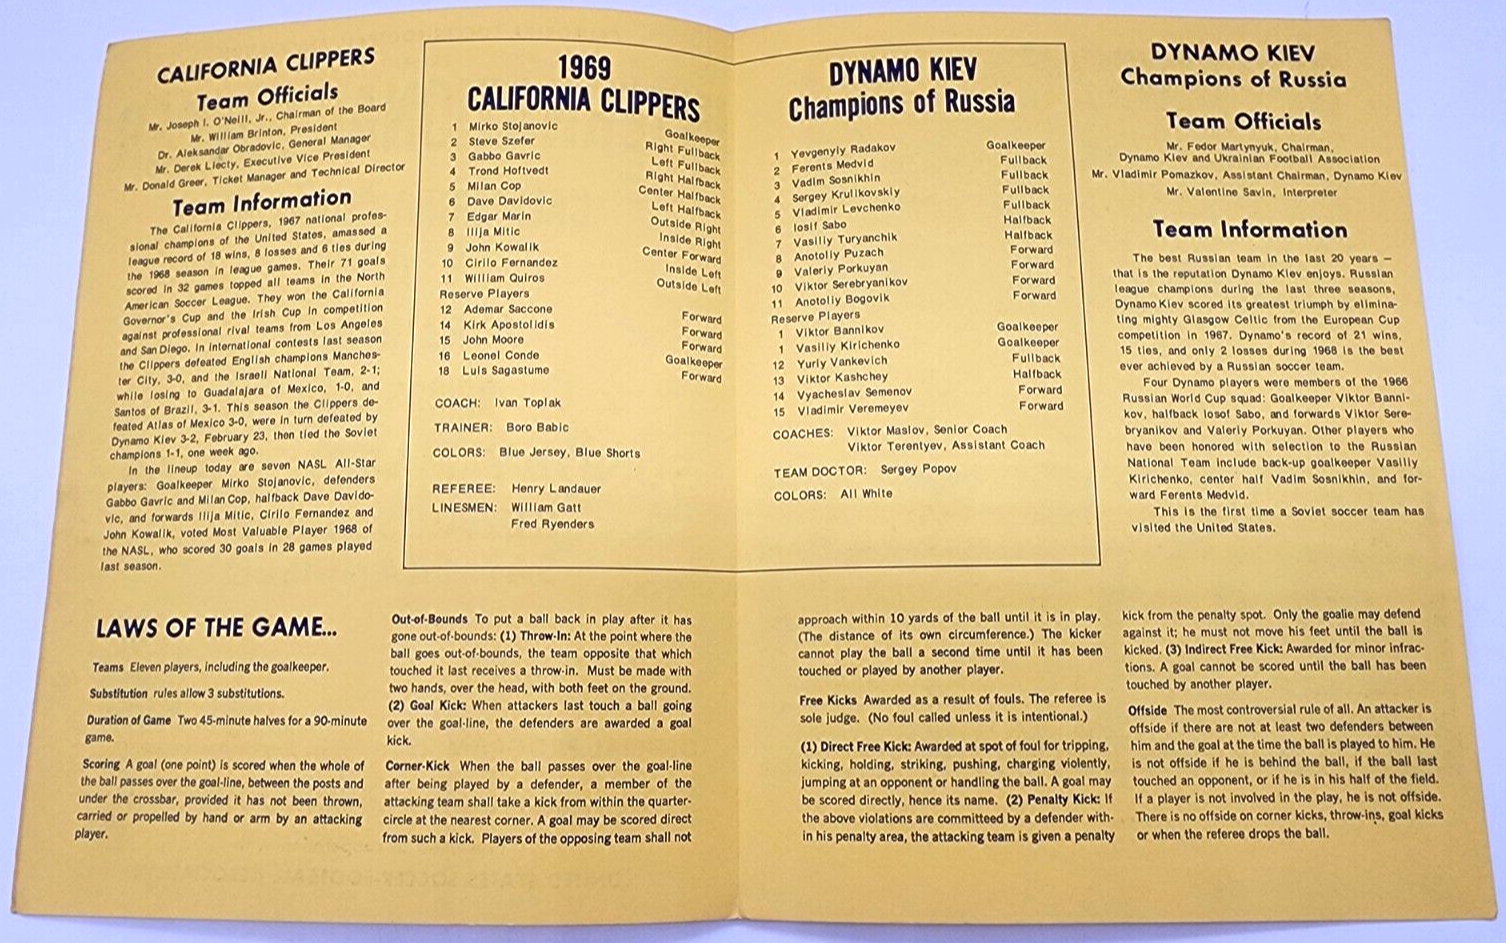 CALIFORNIA CLIPPERS
Team Officials
Mr. Joseph I. O'Neill, Jr., Chairman of the Board
Mr. William Brinton, President
Dr. Aleksandar Obradovic, General Manager
Mr. Derek Liecty, Executive Vice President
Mr. Donald Greer, Ticket Manager and Technical Director
Team Information
The California Clippers, 1967 national profes-
sional champions of the United States, amassed a
league record of 18 wins, 8 losses and 6 ties during
the 1968 season in league games. Their 71 goals
scored in 32 games topped all teams in the North
American Soccer League. They won the California
Governor's Cup and the Irish Cup in competition
against professional rival teams from Los Angeles
and San Diego. In international contests last season
the Clippers defeated English champions Manches-
ter City, 3-0, and the Israeli National Team, 2-1;
while losing to Guadalajara of Mexico, 1-0, and
Santos of Brazil, 3-1. This season the Clippers de-
feated Atlas of Mexico 3-0, were in turn defeated by
Dynamo Kiev 3-2, February 23, then tied the Soviet
champions 1-1, one week ago.
In the lineup today are seven NASL All-Star
players: Goalkeeper Mirko Stojanovic, defenders
Gabbo Gavric and Milan Cop, halfback Dave Davido-
vic, and forwards Ilija Mitic, Cirilo Fernandez and
John Kowalik, voted Most Valuable Player 1968 of
the NASL, who scored 30 goals in 28 games played
last season.
1969
CALIFORNIA CLIPPERS
1 Mirko Stojanovic Goalkeeper
2 Steve Szefer Right Fullback
3 Gabbo Gavric Left Fullback
4 Trond Hoftvedt Right Halfback
5 Milan Cop Center Halfback
6 Dave Davidovic Left Halfback
7 Edgar Marin Outside Right
8 Ilija Mitic Inside Right
9 John Kowalik Center Forward
10 Cirilo Fernandez Inside Left
11 William Quiros Outside Left
Reserve Players
12 Ademar Saccone Forward
14 Kirk Apostolidis Forward
15 John Moore Forward
16 Leonel Conde Goalkeeper
18 Luis Sagastume Forward
COACH: Ivan Toplak
TRAINER: Boro Babic
COLORS: Blue Jersey, Blue Shorts
REFEREE: Henry Landauer
LINESMEN: William Gatt
Fred Ryenders
DYNAMO KIEV
Champions of Russia
1 Yevgenyiy Radakov Goalkeeper
2 Ferents Medvid Fullback
3 Vadim Sosnikhin Fullback
4 Sergey Krulikovskiy Fullback
5 Vladimir Levchenko Fullback
6 Iosif Sabo Halfback
7 Vasiliy Turyanchik Halfback
8 Anotoliy Puzach Forward
9 Valeriy Porkuyan Forward
10 Viktor Serebryanikov Forward
11 Anotoliy Bogovik Forward
Reserve Players
1 Viktor Bannikov Goalkeeper
1 Vasiliy Kirichenko Goalkeeper
12 Yuriy Vankevich Fullback
13 Viktor Kashchey Halfback
14 Vyacheslav Semenov Forward
15 Vladimir Veremeyev Forward
COACHES: Viktor Maslov, Senior Coach
Viktor Terentyev, Assistant Coach
TEAM DOCTOR: Sergey Popov
COLORS: All White
DYNAMO KIEV
Champions of Russia
Team Officials
Mr. Fedor Martynyuk, Chairman,
Dynamo Kiev and Ukrainian Football Association
Mr. Vladimir Pomazkov, Assistant Chairman, Dynamo Kiev
Mr. Valentine Savin, Interpreter
Team Information
The best Russian team in the last 20 years —
that is the reputation Dynamo Kiev enjoys. Russian
league champions during the last three seasons,
Dynamo Kiev scored its greatest triumph by elimina-
ting mighty Glasgow Celtic from the European Cup
competition in 1967. Dynamo's record of 21 wins,
15 ties, and only 2 losses during 1968 is the best
ever achieved by a Russian soccer team.
Four Dynamo players were members of the 1966
Russian World Cup squad: Goalkeeper Viktor Banni-
kov, halfback Iosof Sabo, and forwards Viktor Sere-
bryanikov and Valeriy Porkuyan. Other players who
have been honored with selection to the Russian
National Team include back-up goalkeeper Vasiliy
Kirichenko, center half Vadim Sosnikhin, and for-
ward Ferents Medvid.
This is the first time a Soviet soccer team has
visited the United States.
LAWS OF THE GAME...
Teams Eleven players, including the goalkeeper.
Substitution rules allow 3 substitutions.
Duration of Game Two 45-minute halves for a 90-minute
game.
Scoring A goal (one point) is scored when the whole of
the ball passes over the goal-line, between the posts and
under the crossbar, provided it has not been thrown,
carried or propelled by hand or arm by an attacking
player.
Out-of-Bounds To put a ball back in play after it has
gone out-of-bounds: (1) Throw-In: At the point where the
ball goes out-of-bounds, the team opposite that which
touched it last receives a throw-in. Must be made with
two hands, over the head, with both feet on the ground.
(2) Goal Kick: When attackers last touch a ball going
over the goal-line, the defenders are awarded a goal
kick.
Corner-Kick When the ball passes over the goal-line
after being played by a defender, a member of the
attacking team shall take a kick from within the quarter-
circle at the nearest corner. A goal may be scored direct
from such a kick. Players of the opposing team shall not
approach within 10 yards of the ball until it is in play.
(The distance of its own circumference.) The kicker
cannot play the ball a second time until it has been
touched or played by another player.
Free Kicks Awarded as a result of fouls. The referee is
sole judge. (No foul called unless it is intentional.)
(1) Direct Free Kick: Awarded at spot of foul for tripping,
kicking, holding, striking, pushing, charging violently,
jumping at an opponent or handling the ball. A goal may
be scored directly, hence its name. (2) Penalty Kick: If
the above violations are committeed by a defender with-
in his penalty area, the attacking team is given a penalty
kick from the penalty spot. Only the goalie may defend
against it; he must not move his feet until the ball is
kicked. (3) Indirect Free Kick: Awarded for minor infrac-
tions. A goal cannot be scored until the ball has been
touched by another player.
Offside The most controversial rule of all. An attacker is
offside if there are not at least two defenders between
him and the goal at the time the ball is played to him. He
is not offside if he is behind the ball, if the ball last
touched an opponent, or if he is in his half of the field.
If a player is not involved in the play, he is not offside.
There is no offside on corner kicks, throw-ins, goal kicks
or when the referee drops the ball.